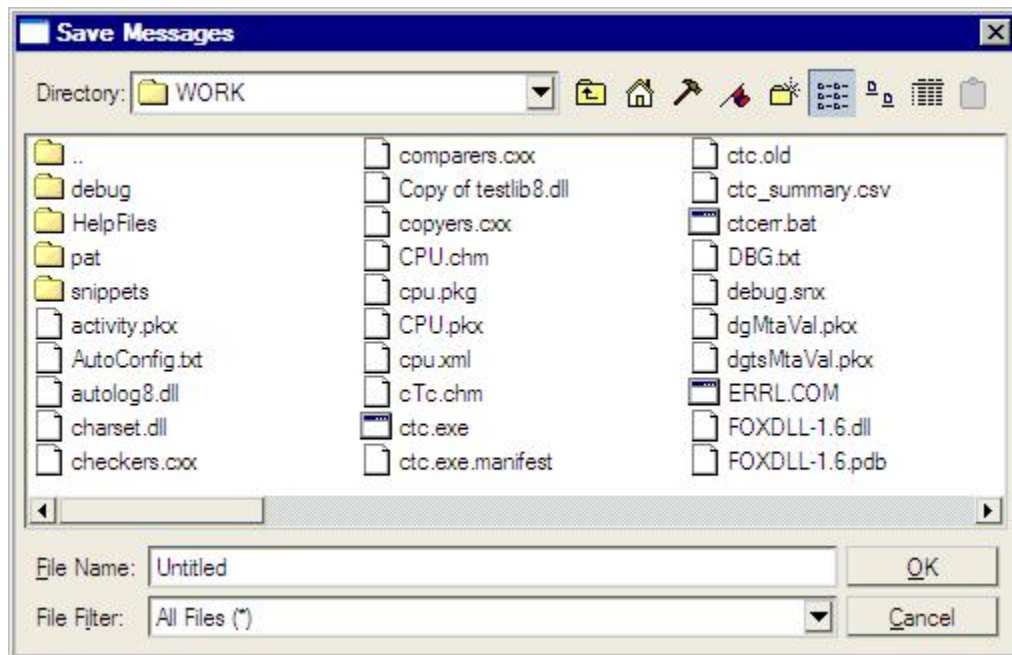 Save Messages
Directory: WORK
..
debug
HelpFiles
pat
snippets
activity.pkx
AutoConfig.txt
autolog8.dll
charset.dll
checkers.cxx
comparers.cxx
Copy of testlib8.dll
copyers.cxx
CPU.chm
cpu.pkg
CPU.pkx
cpu.xml
cTc.chm
ctc.exe
ctc.exe.manifest
ctc.old
ctc_summary.csv
ctcerr.bat
DBG.txt
debug.snx
dgMtaVal.pkx
dgtsMtaVal.pkx
ERRL.COM
FOXDLL-1.6.dll
FOXDLL-1.6.pdb
File Name: Untitled OK
File Filter: All Files (*) Cancel